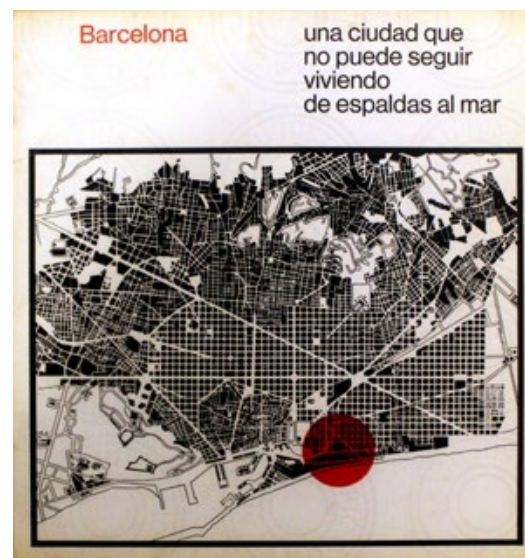 Barcelona
una ciudad que
no puede seguir
viviendo
de espaldas al mar